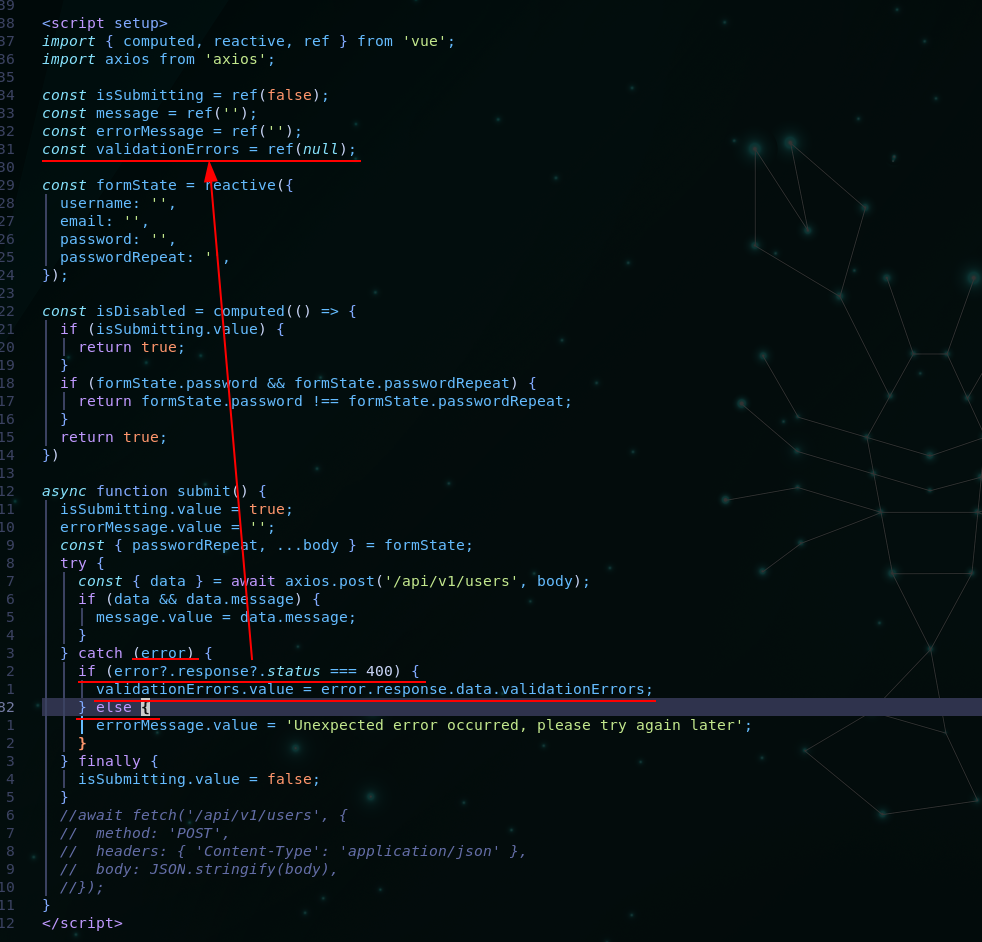 39
38 <script setup>
37 import { computed, reactive, ref } from 'vue';
36 import axios from 'axios';
35
34 const isSubmitting = ref(false);
33 const message = ref('');
32 const errorMessage = ref('');
31 const validationErrors = ref(null);
30
29 const formState = reactive({
28 username: '',
27 email: '',
26 password: '',
25 passwordRepeat: '',
24 });
23
22 const isDisabled = computed(() => {
21 if (isSubmitting.value) {
20 return true;
19 }
18 if (formState.password && formState.passwordRepeat) {
17 return formState.password !== formState.passwordRepeat;
16 }
15 return true;
14 })
13
12 async function submit() {
11 isSubmitting.value = true;
10 errorMessage.value = '';
9 const { passwordRepeat, ...body } = formState;
8 try {
7 const { data } = await axios.post('/api/v1/users', body);
6 if (data && data.message) {
5 message.value = data.message;
4 }
3 } catch (error) {
2 if (error?.response?.status === 400) {
1 validationErrors.value = error.response.data.validationErrors;
82 } else {
1 errorMessage.value = 'Unexpected error occurred, please try again later';
2 }
3 } finally {
4 isSubmitting.value = false;
5 }
6 //await fetch('/api/v1/users', {
7 //  method: 'POST',
8 //  headers: { 'Content-Type': 'application/json' },
9 //  body: JSON.stringify(body),
10 //});
11 }
12 </script>